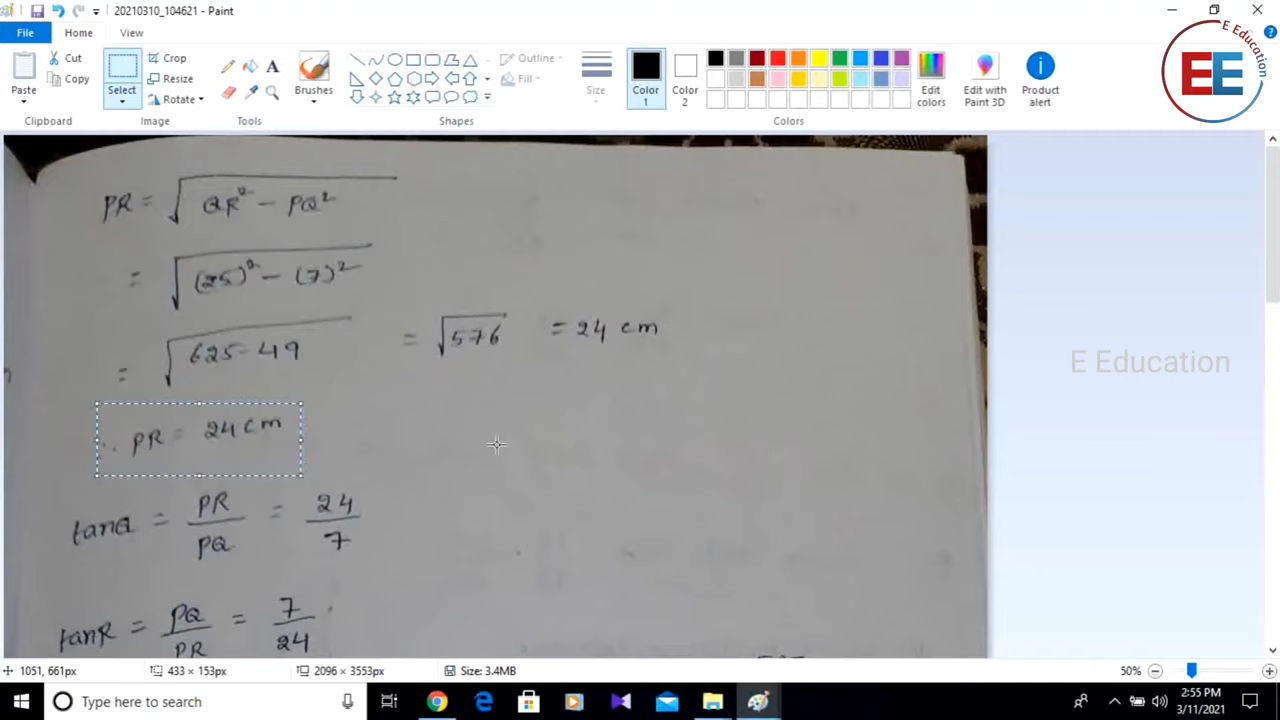 20210310_104621 - Paint
E Education
EE
File Home View
Paste Cut Copy
Select Crop Resize Rotate
A
Brushes
Outline
Fill
Size
Color 1
Color 2
Edit colors
Edit with Paint 3D
Product alert
Clipboard Image Tools Shapes Colors
PR = √(QR² - PQ²)
= √((25)² - (7)²)
= √(625 - 49) = √576 = 24 cm
∴ PR = 24 cm
tanQ = PR/PQ = 24/7
tanR = PQ/PR = 7/24
E Education
1051, 661px 433 × 153px 2096 × 3553px Size: 3.4MB 50%
Type here to search
2:55 PM
3/11/2021